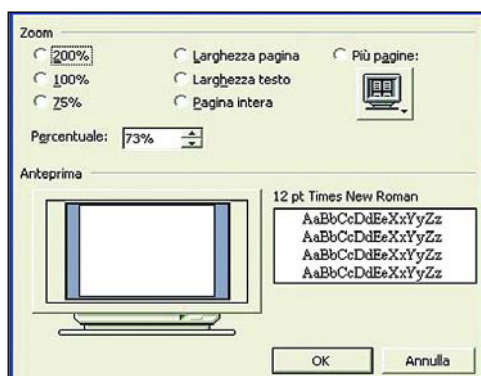 Zoom
200% Larghezza pagina Più pagine:
100% Larghezza testo
75% Pagina intera
Percentuale: 73%
Anteprima
12 pt Times New Roman
AaBbCcDdEeXxYyZz
AaBbCcDdEeXxYyZz
AaBbCcDdEeXxYyZz
AaBbCcDdEeXxYyZz
OK Annulla